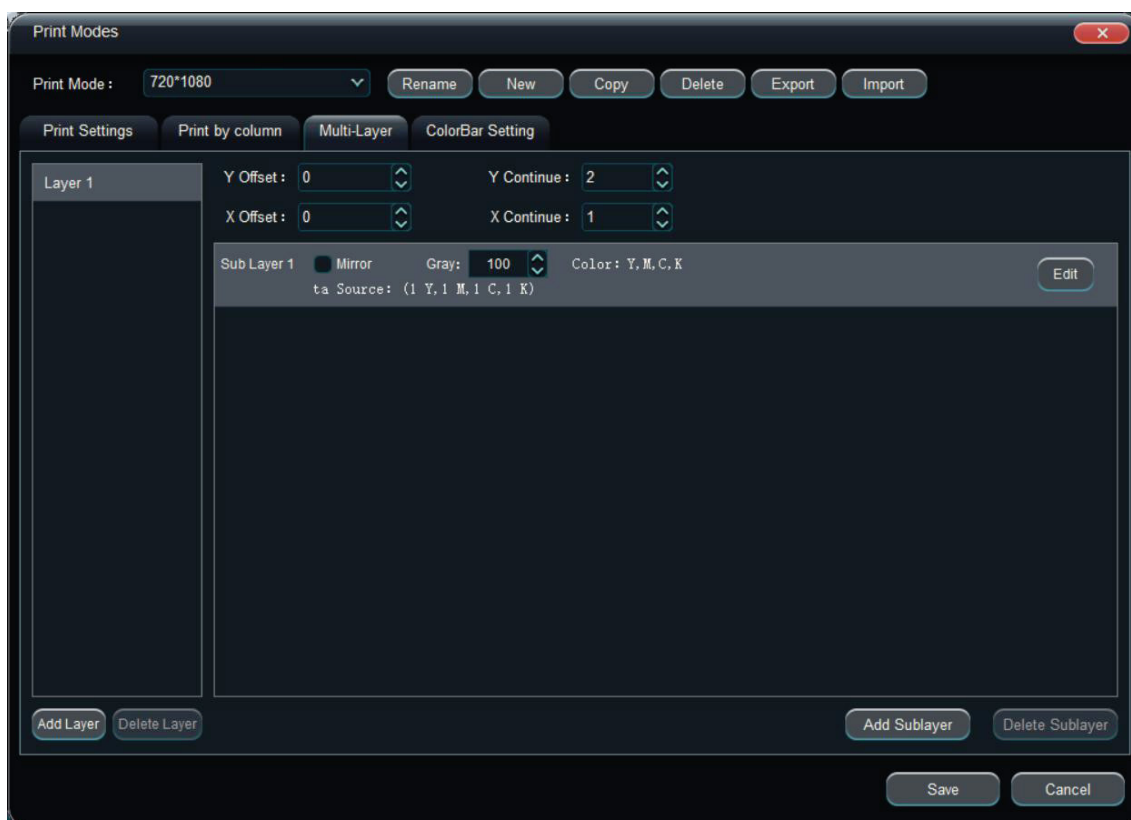 Print Modes
Print Mode : 720*1080 Rename New Copy Delete Export Import
Print Settings Print by column Multi-Layer ColorBar Setting
Layer 1
Y Offset : 0 Y Continue : 2
X Offset : 0 X Continue : 1
Sub Layer 1 Mirror Gray: 100 Color: Y,M,C,K Edit
ta Source: (1 Y,1 M,1 C,1 K)
Add Layer Delete Layer Add Sublayer Delete Sublayer
Save Cancel